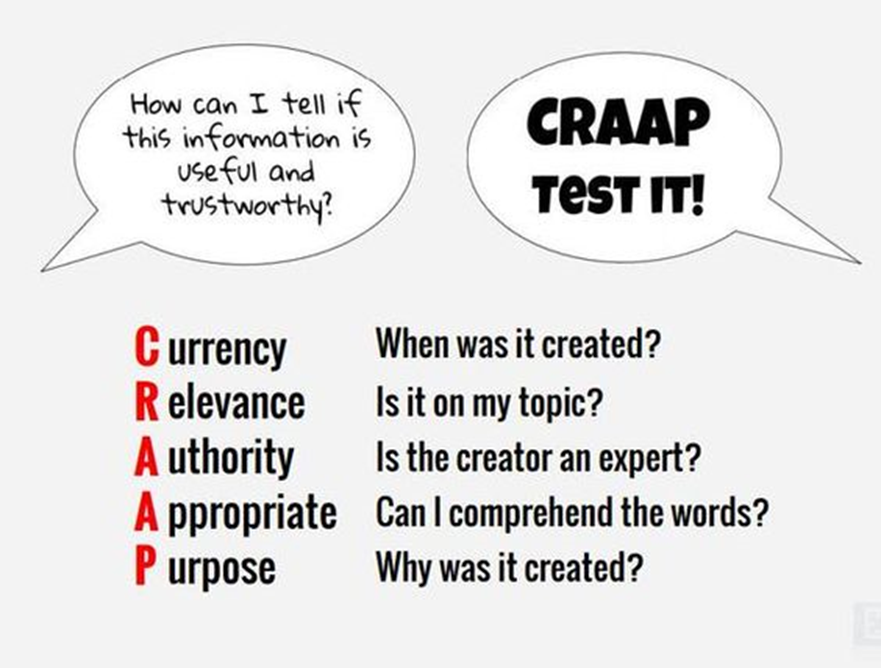 How can I tell if
this information is
useful and
trustworthy?
CRAAP
TeST IT!
Currency When was it created?
Relevance Is it on my topic?
Authority Is the creator an expert?
Appropriate Can I comprehend the words?
Purpose Why was it created?